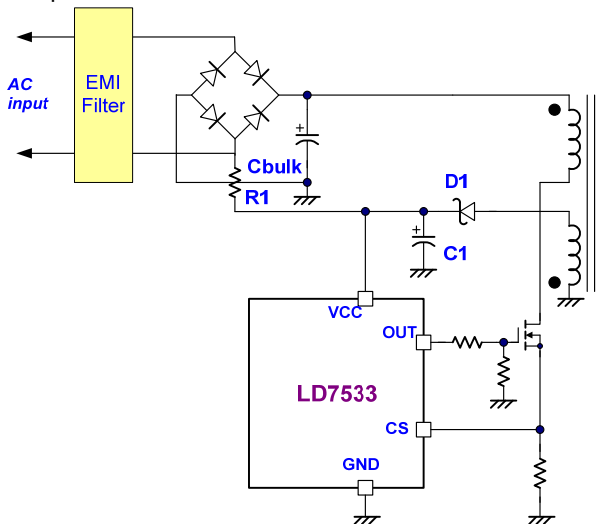 AC
input
EMI
Filter
Cbulk
R1
D1
C1
VCC
OUT
LD7533
CS
GND